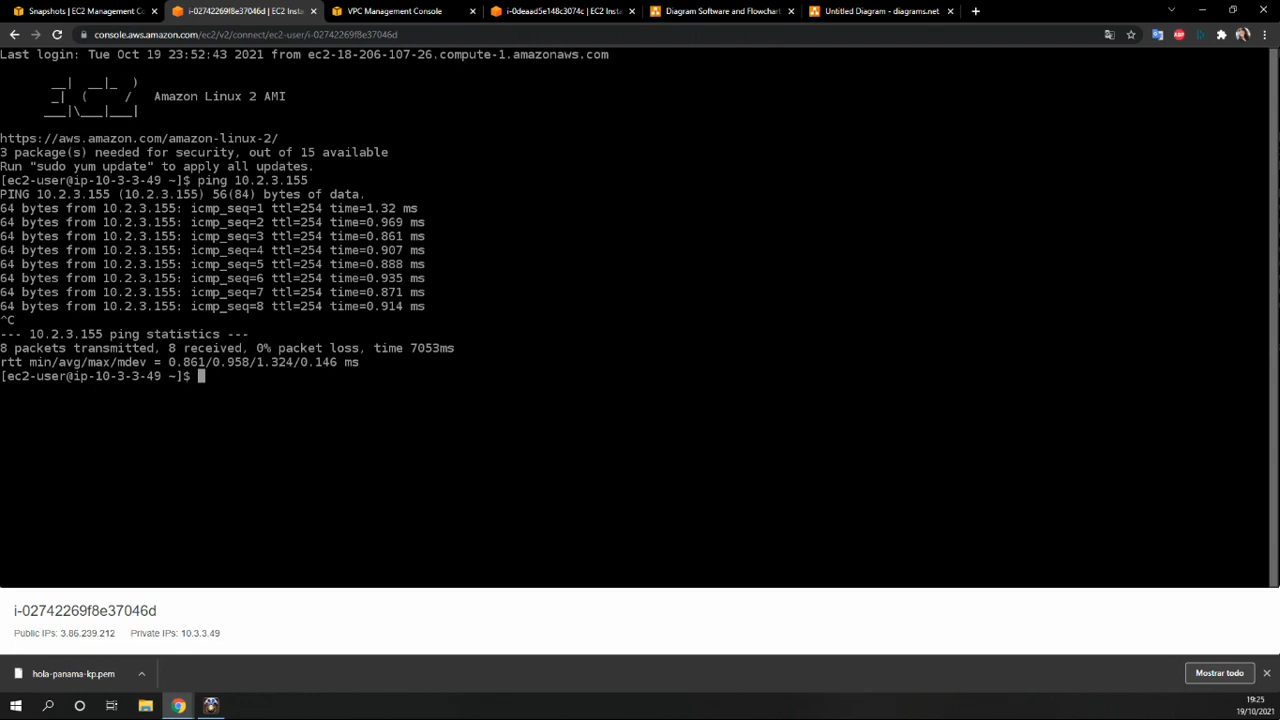 Snapshots | EC2 Management C
i-02742269f8e37046d | EC2 Insta
VPC Management Console
i-0deaad5e148c3074c | EC2 Insta
Diagram Software and Flowchart
Untitled Diagram - diagrams.net
console.aws.amazon.com/ec2/v2/connect/ec2-user/i-02742269f8e37046d
Last login: Tue Oct 19 23:52:43 2021 from ec2-18-206-107-26.compute-1.amazonaws.com
       __|  __|_  )
       _|  (     /   Amazon Linux 2 AMI
      ___|\___|___|
https://aws.amazon.com/amazon-linux-2/
3 package(s) needed for security, out of 15 available
Run "sudo yum update" to apply all updates.
[ec2-user@ip-10-3-3-49 ~]$ ping 10.2.3.155
PING 10.2.3.155 (10.2.3.155) 56(84) bytes of data.
64 bytes from 10.2.3.155: icmp_seq=1 ttl=254 time=1.32 ms
64 bytes from 10.2.3.155: icmp_seq=2 ttl=254 time=0.969 ms
64 bytes from 10.2.3.155: icmp_seq=3 ttl=254 time=0.861 ms
64 bytes from 10.2.3.155: icmp_seq=4 ttl=254 time=0.907 ms
64 bytes from 10.2.3.155: icmp_seq=5 ttl=254 time=0.888 ms
64 bytes from 10.2.3.155: icmp_seq=6 ttl=254 time=0.935 ms
64 bytes from 10.2.3.155: icmp_seq=7 ttl=254 time=0.871 ms
64 bytes from 10.2.3.155: icmp_seq=8 ttl=254 time=0.914 ms
^C
--- 10.2.3.155 ping statistics ---
8 packets transmitted, 8 received, 0% packet loss, time 7053ms
rtt min/avg/max/mdev = 0.861/0.958/1.324/0.146 ms
[ec2-user@ip-10-3-3-49 ~]$
i-02742269f8e37046d
Public IPs: 3.86.239.212 Private IPs: 10.3.3.49
hola-panama-kp.pem
Mostrar todo
19:25
19/10/2021